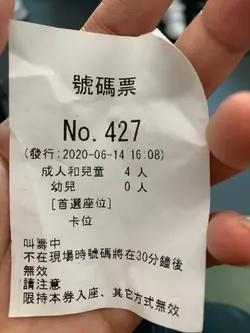 號碼票
No. 427
(發行:2020-06-14 16:08)
成人和兒童 4 人
幼兒 0 人
[首選座位]
卡位
叫壽中
不在現場時號碼將在30分鐘後
無效
請注意
限持本券入座、其它方式無效